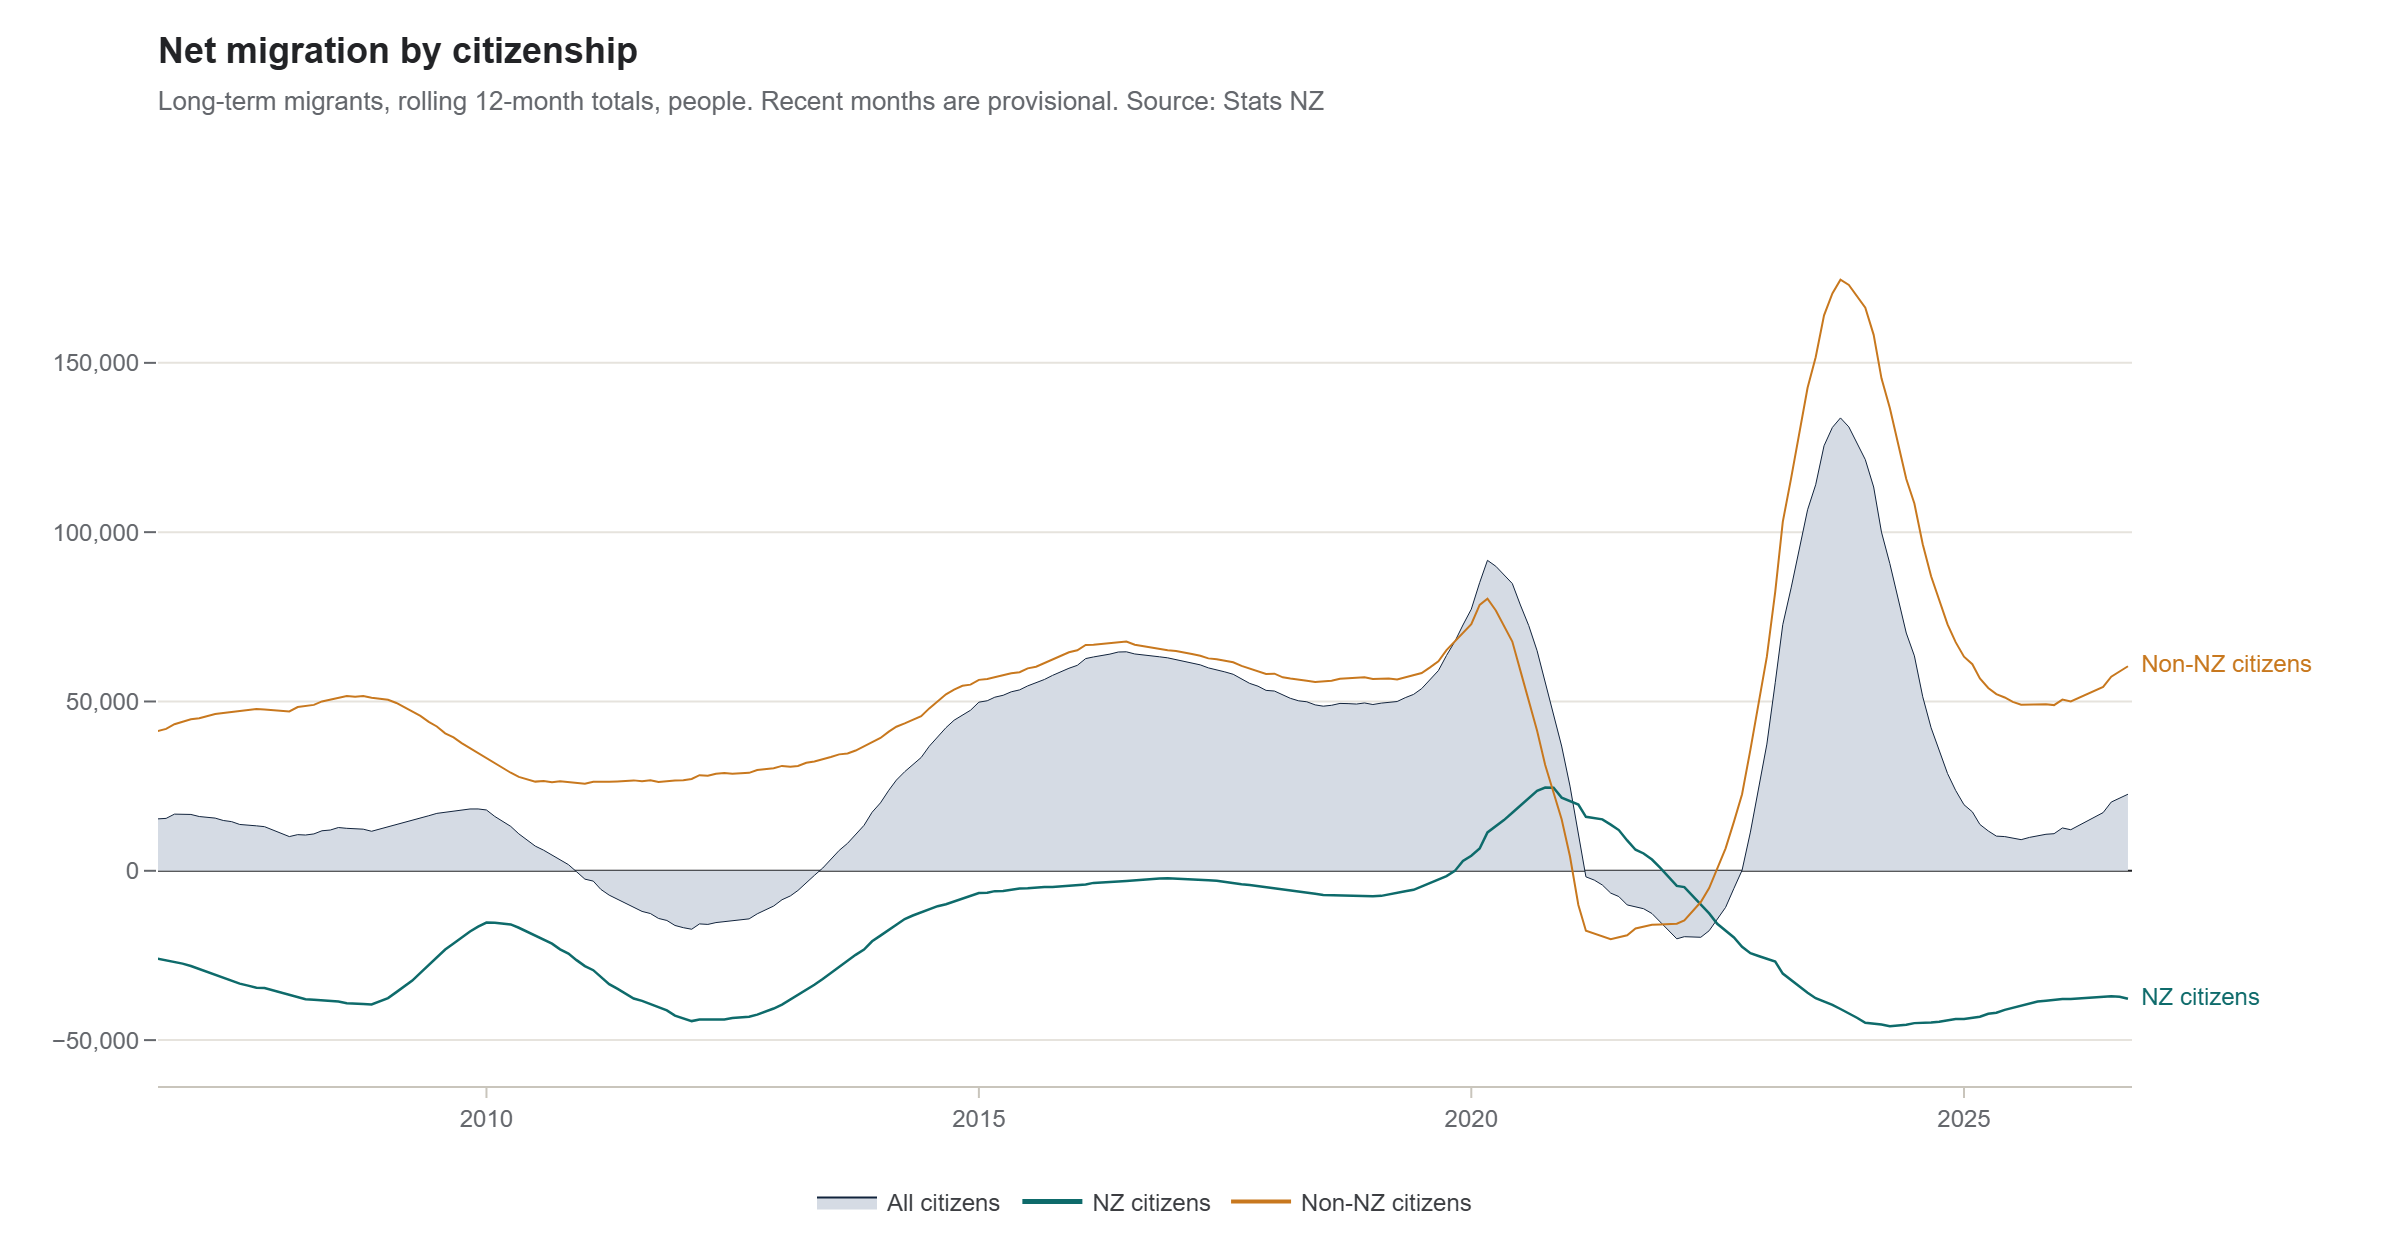 Net migration by citizenship
Long-term migrants, rolling 12-month totals, people. Recent months are provisional. Source: Stats NZ
150,000
100,000
50,000
0
−50,000
Non-NZ citizens
NZ citizens
2010
2015
2020
2025
All citizens
NZ citizens
Non-NZ citizens